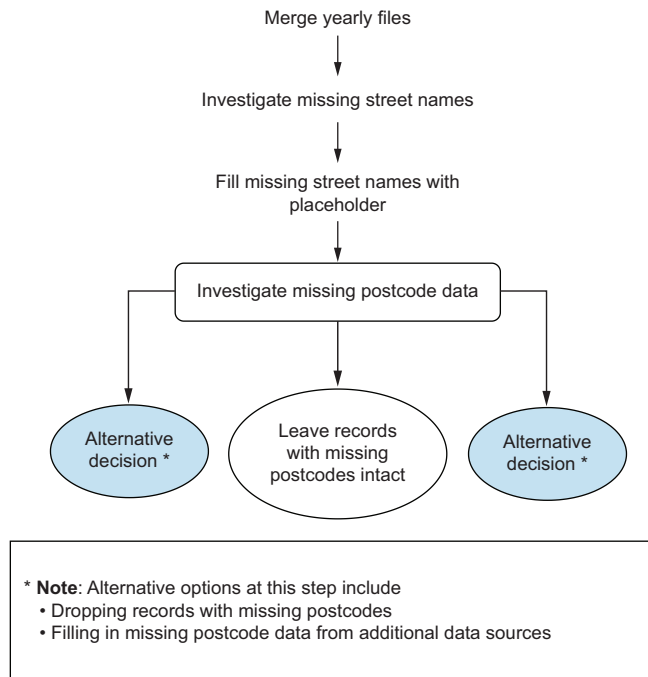 Merge yearly files
Investigate missing street names
Fill missing street names with
placeholder
Investigate missing postcode data
Alternative
decision *
Leave records
with missing
postcodes intact
Alternative
decision *
* Note: Alternative options at this step include
• Dropping records with missing postcodes
• Filling in missing postcode data from additional data sources